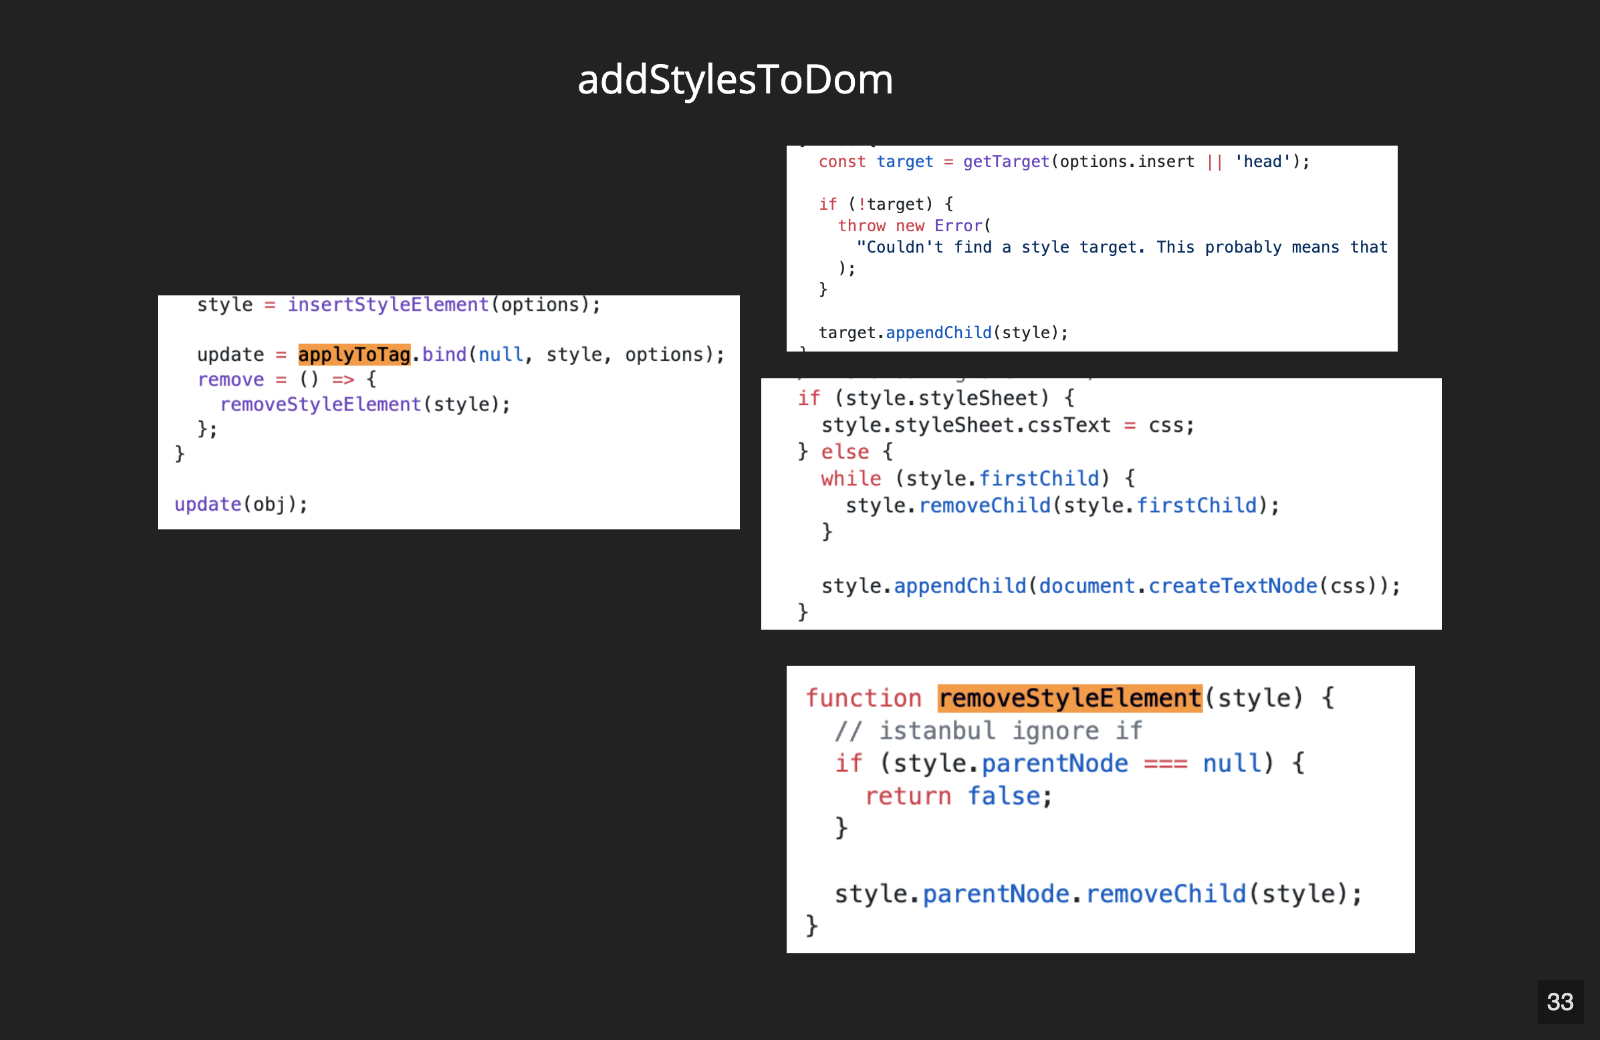 addStylesToDom
style = insertStyleElement(options);
update = applyToTag.bind(null, style, options);
remove = () => {
removeStyleElement(style);
};
}
update(obj);
const target = getTarget(options.insert || 'head');
if (!target) {
throw new Error(
"Couldn't find a style target. This probably means that
);
}
target.appendChild(style);
if (style.styleSheet) {
style.styleSheet.cssText = css;
} else {
while (style.firstChild) {
style.removeChild(style.firstChild);
}
style.appendChild(document.createTextNode(css));
}
function removeStyleElement(style) {
// istanbul ignore if
if (style.parentNode === null) {
return false;
}
style.parentNode.removeChild(style);
}
33